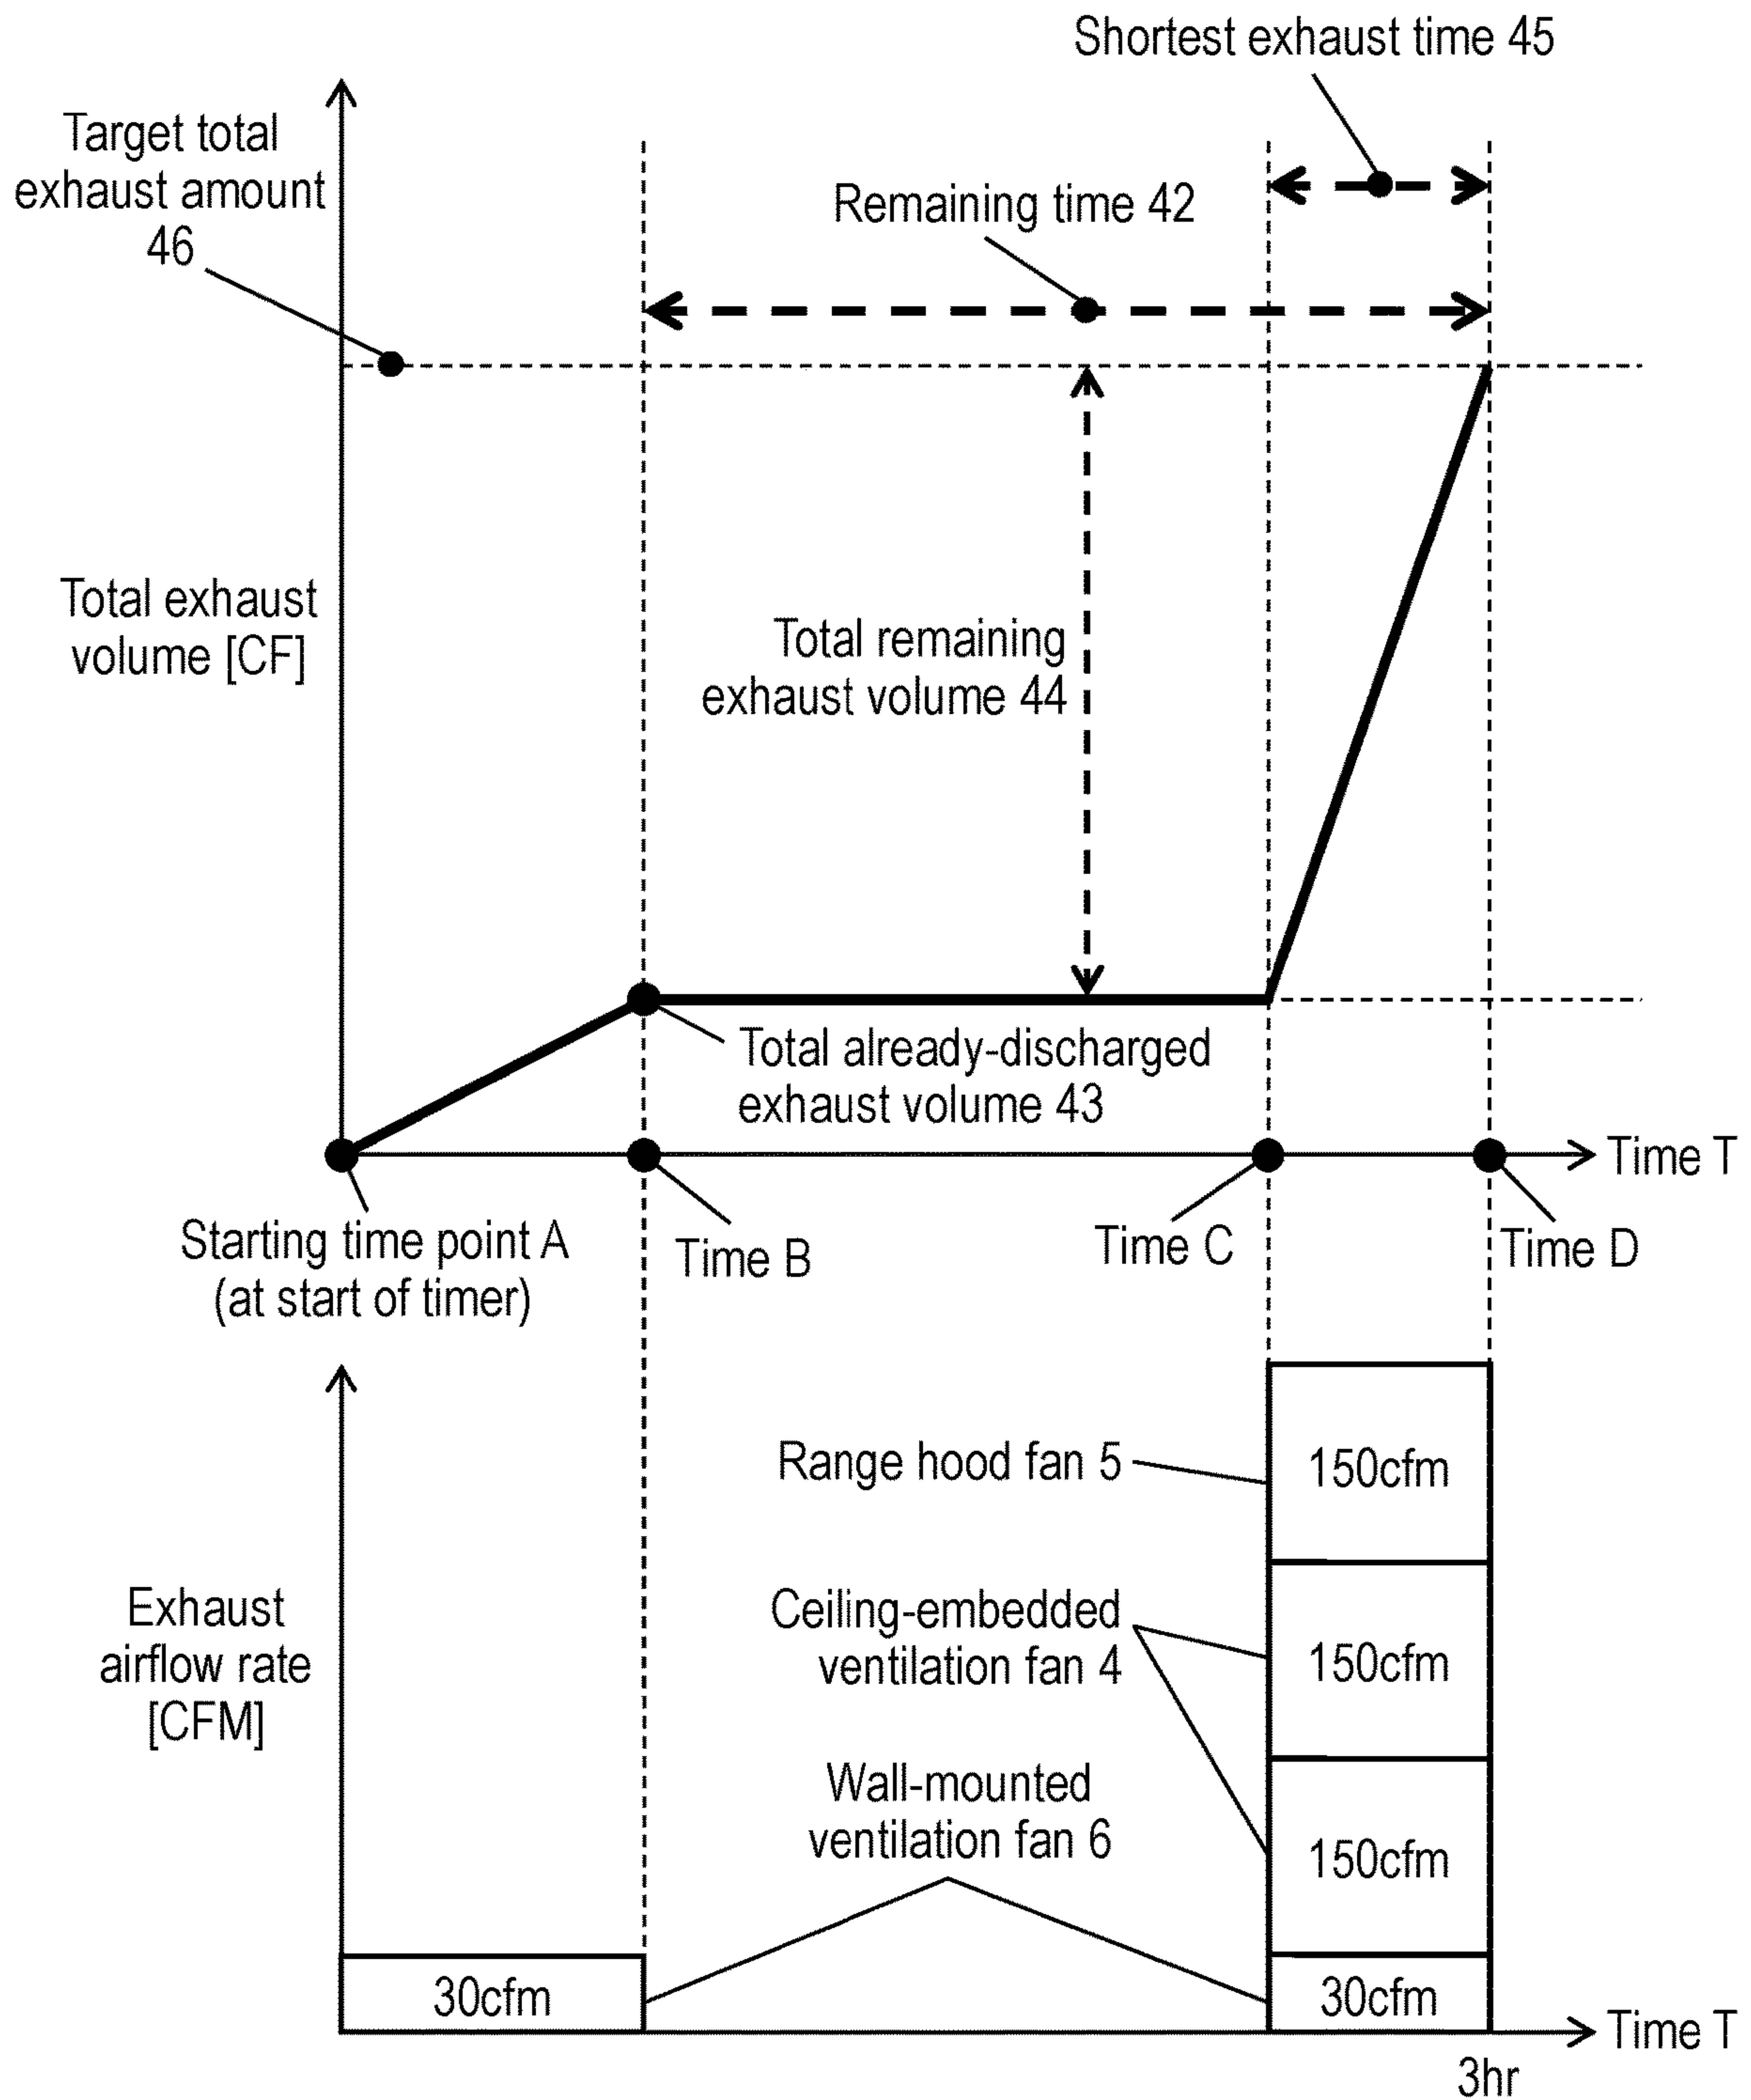 Shortest exhaust time 45
Target total
exhaust amount
46
Remaining time 42
Total exhaust
volume [CF]
Total remaining
exhaust volume 44
Total already-discharged
exhaust volume 43
Time T
Starting time point A
(at start of timer)
Time B
Time C
Time D
Range hood fan 5
150cfm
Exhaust
airflow rate
[CFM]
Ceiling-embedded
ventilation fan 4
150cfm
Wall-mounted
ventilation fan 6
150cfm
30cfm
30cfm
Time T
3hr